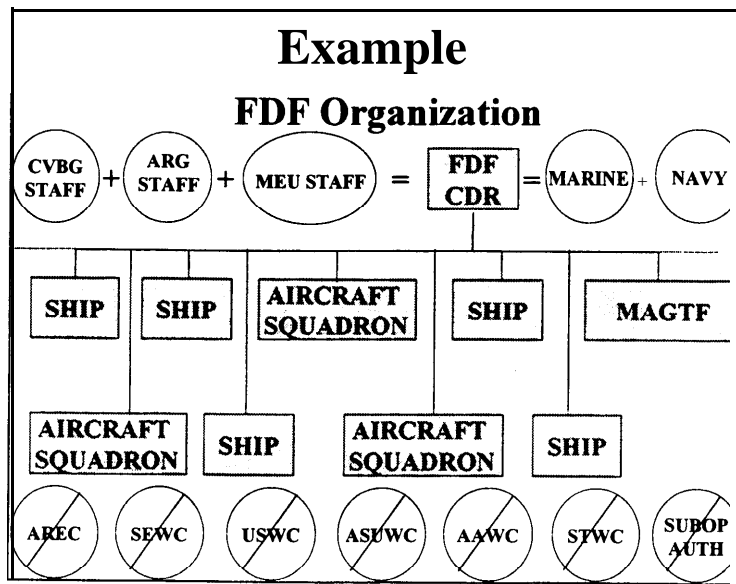 Example
FDF Organization
CVBG
STAFF
+
ARG
STAFF
+
MEU STAFF
=
FDF
CDR
=
MARINE
+
NAVY
SHIP
SHIP
AIRCRAFT
SQUADRON
SHIP
MAGTF
AIRCRAFT
SQUADRON
SHIP
AIRCRAFT
SQUADRON
SHIP
AREC
SEWC
USWC
ASUWC
AAWC
STWC
SUBOP
AUTH